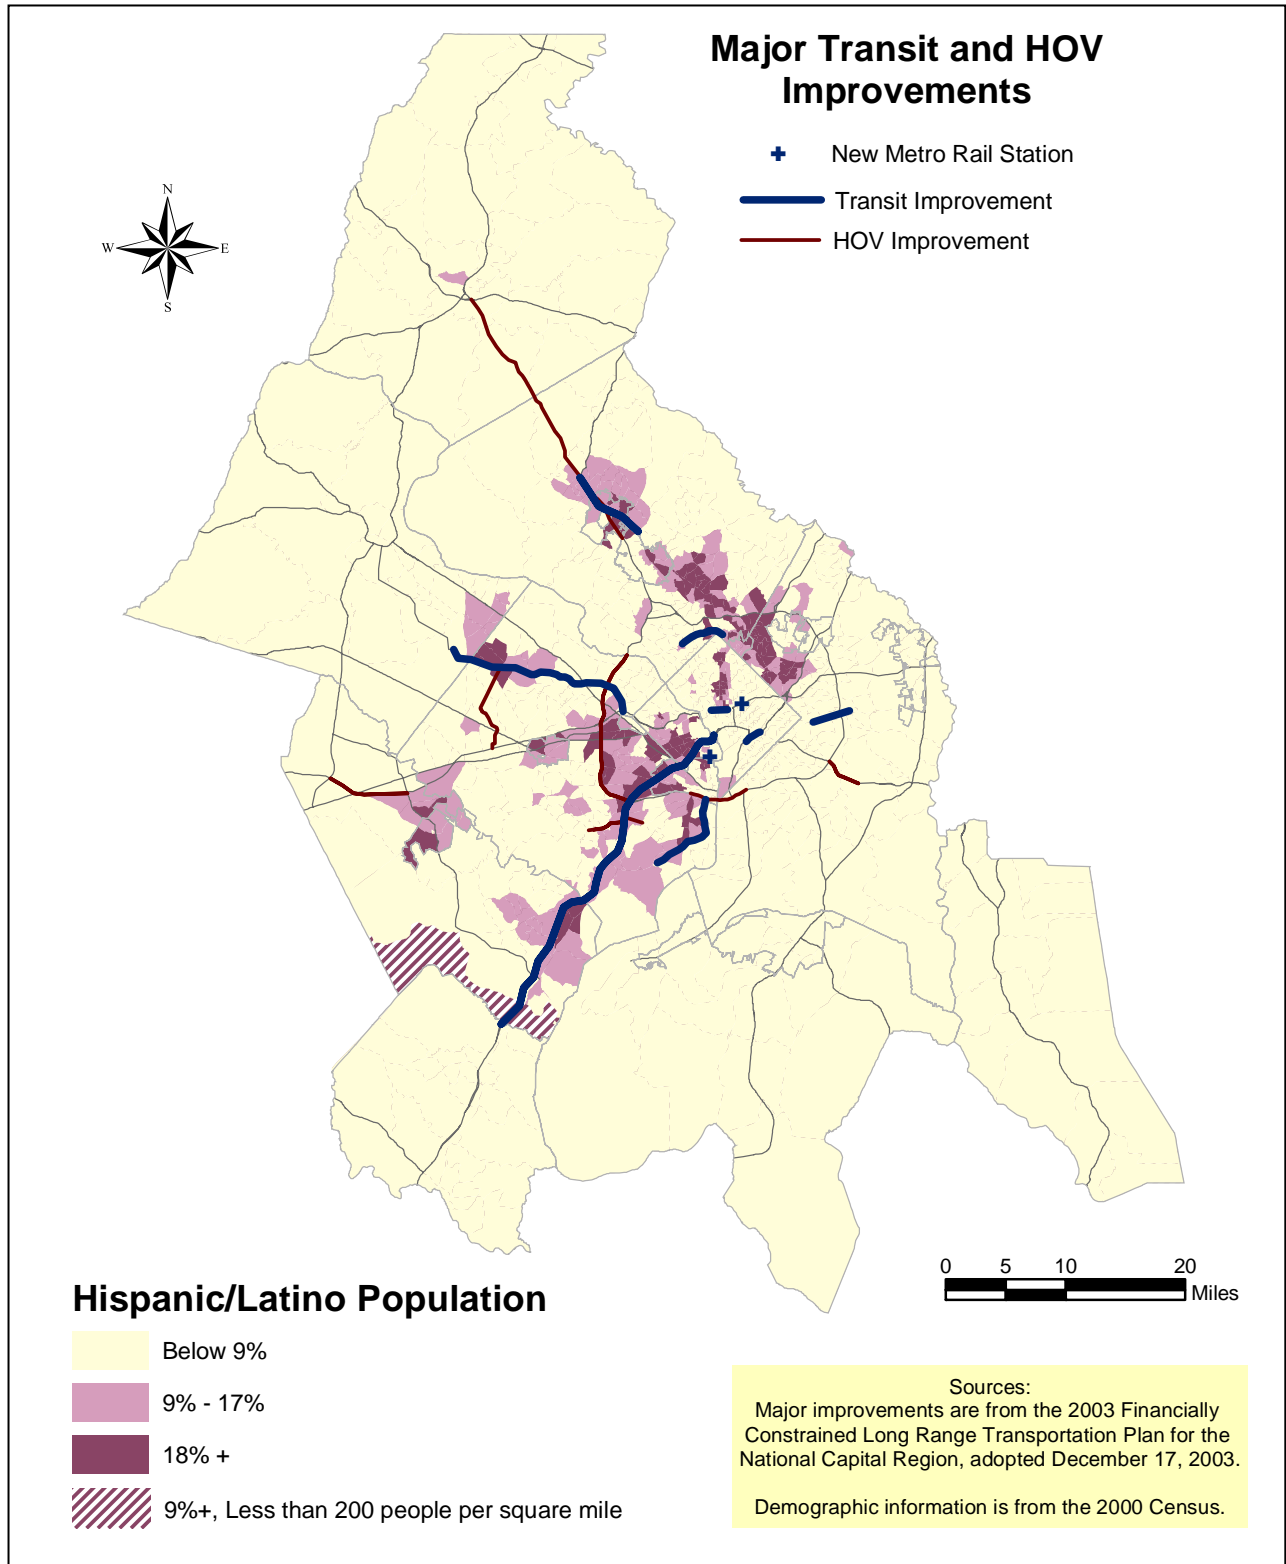 Major Transit and HOV
Improvements
New Metro Rail Station
Transit Improvement
HOV Improvement
N
W
E
S
0 5 10 20
Miles
Hispanic/Latino Population
Below 9%
9% - 17%
18% +
9%+, Less than 200 people per square mile
Sources:
Major improvements are from the 2003 Financially
Constrained Long Range Transportation Plan for the
National Capital Region, adopted December 17, 2003.
Demographic information is from the 2000 Census.